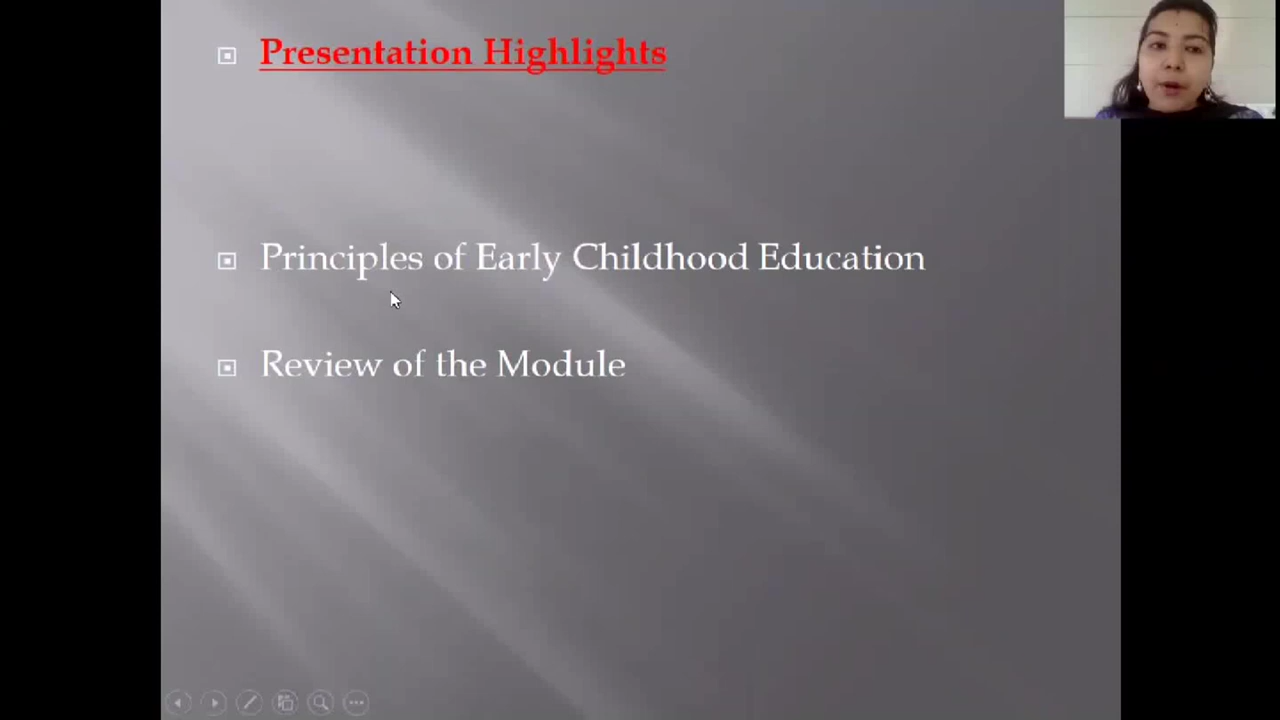 Presentation Highlights
Principles of Early Childhood Education
Review of the Module